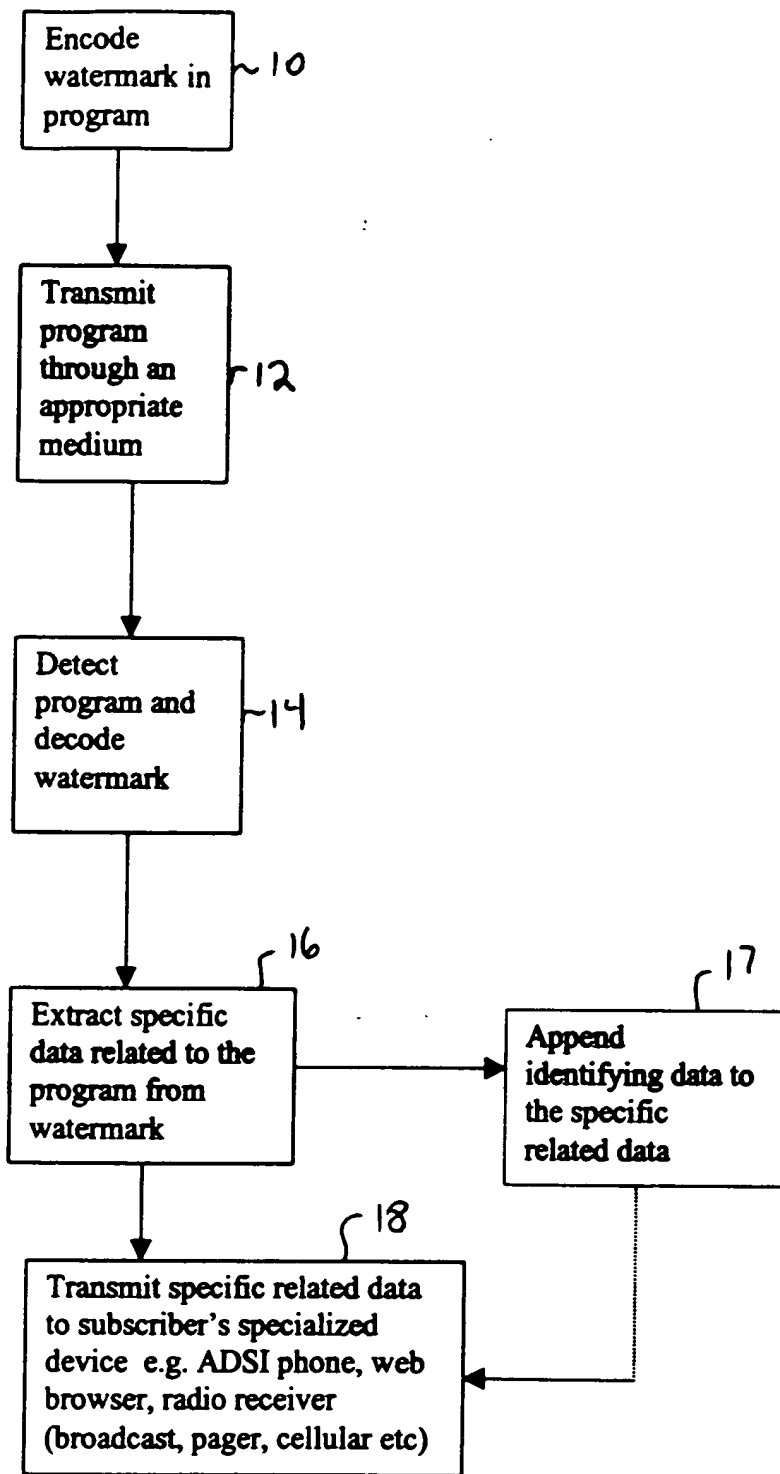 Encode
watermark in
program
10
Transmit
program
through an
appropriate
medium
12
Detect
program and
decode
watermark
14
16
Extract specific
data related to the
program from
watermark
17
Append
identifying data to
the specific
related data
18
Transmit specific related data
to subscriber's specialized
device e.g. ADSI phone, web
browser, radio receiver
(broadcast, pager, cellular etc)